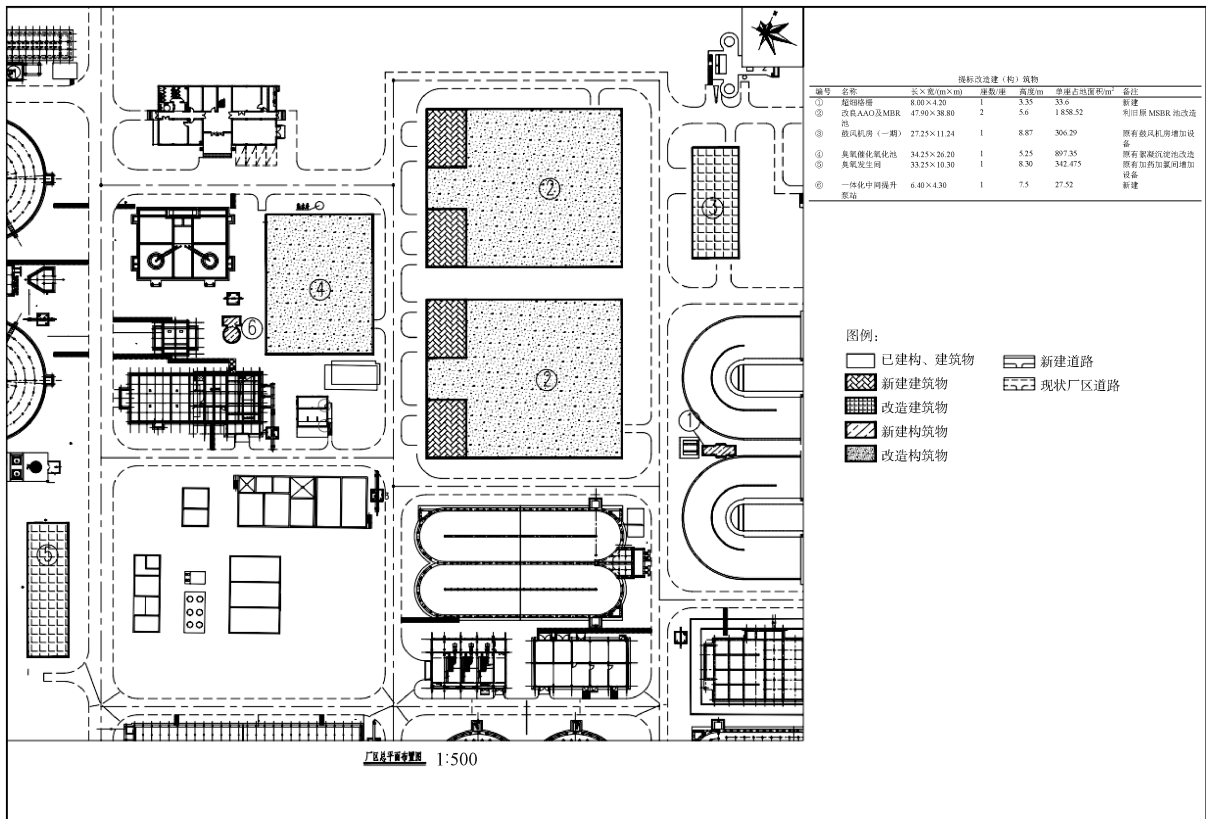 提标改造建（构）筑物
编号 名称 长×宽/(m×m) 座数/座 高度/m 单座占地面积/m² 备注
① 超细格栅 8.00×4.20 1 3.35 33.6 新建
② 改良AAO及MBR池 47.90×38.80 2 5.6 1 858.52 利旧原 MSBR 池改造
③ 鼓风机房（一期） 27.25×11.24 1 8.87 306.29 原有鼓风机房增加设备
④ 臭氧催化氧化池 34.25×26.20 1 5.25 897.35 原有絮凝沉淀池改造
⑤ 臭氧发生间 33.25×10.30 1 8.30 342.475 原有加药加氯间增加设备
⑥ 一体化中间提升泵站 6.40×4.30 1 7.5 27.52 新建
②
③
④
⑥
②
①
⑤
图例：
已建构、建筑物
新建道路
新建建筑物
现状厂区道路
改造建筑物
新建构筑物
改造构筑物
厂区总平面布置图 1:500